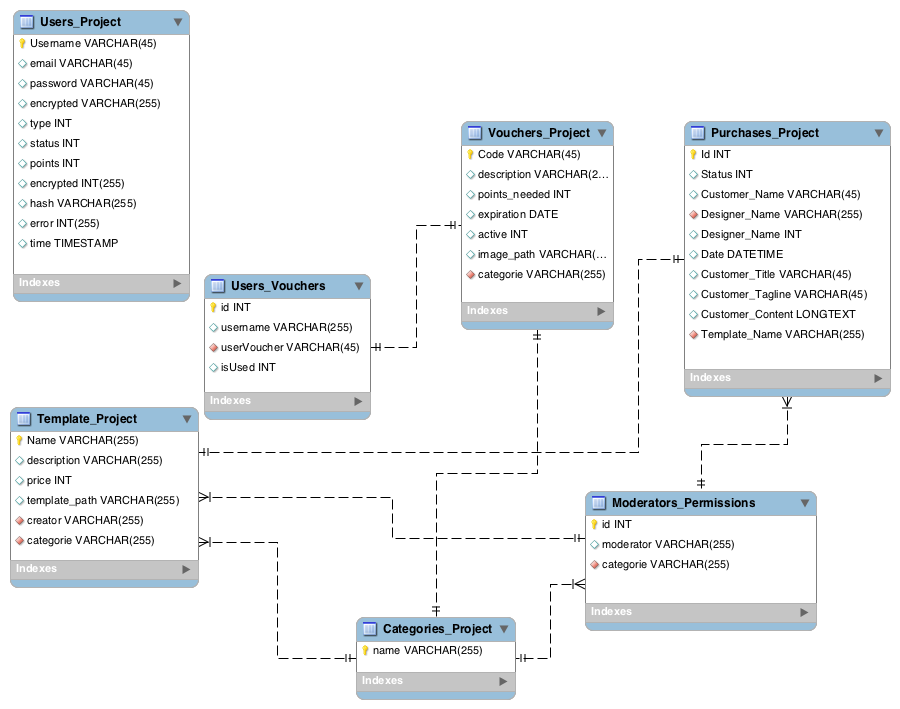 Users_Project
Username VARCHAR(45)
email VARCHAR(45)
password VARCHAR(45)
encrypted VARCHAR(255)
type INT
status INT
points INT
encrypted INT(255)
hash VARCHAR(255)
error INT(255)
time TIMESTAMP
Indexes
Vouchers_Project
Code VARCHAR(45)
description VARCHAR(2...
points_needed INT
expiration DATE
active INT
image_path VARCHAR(...
categorie VARCHAR(255)
Indexes
Purchases_Project
Id INT
Status INT
Customer_Name VARCHAR(45)
Designer_Name VARCHAR(255)
Designer_Name INT
Date DATETIME
Customer_Title VARCHAR(45)
Customer_Tagline VARCHAR(45)
Customer_Content LONGTEXT
Template_Name VARCHAR(255)
Indexes
Users_Vouchers
id INT
username VARCHAR(255)
userVoucher VARCHAR(45)
isUsed INT
Indexes
Template_Project
Name VARCHAR(255)
description VARCHAR(255)
price INT
template_path VARCHAR(255)
creator VARCHAR(255)
categorie VARCHAR(255)
Indexes
Moderators_Permissions
id INT
moderator VARCHAR(255)
categorie VARCHAR(255)
Indexes
Categories_Project
name VARCHAR(255)
Indexes